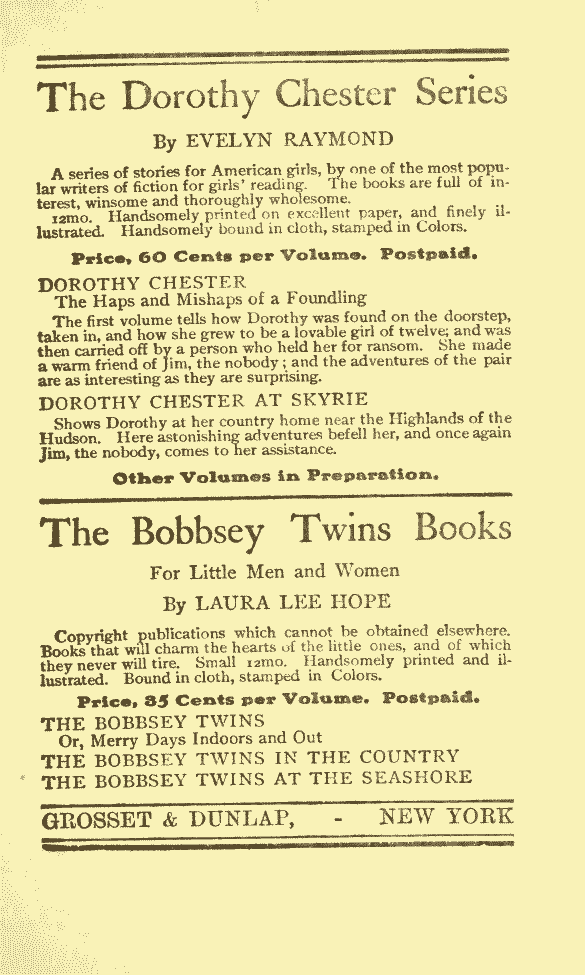 The Dorothy Chester Series
By EVELYN RAYMOND
A series of stories for American girls, by one of the most popu-
lar writers of fiction for girls' reading. The books are full of in-
terest, winsome and thoroughly wholesome.
12mo. Handsomely printed on excellent paper, and finely il-
lustrated. Handsomely bound in cloth, stamped in Colors.
Price, 60 Cents per Volume. Postpaid.
DOROTHY CHESTER
The Haps and Mishaps of a Foundling
The first volume tells how Dorothy was found on the doorstep,
taken in, and how she grew to be a lovable girl of twelve; and was
then carried off by a person who held her for ransom. She made
a warm friend of Jim, the nobody; and the adventures of the pair
are as interesting as they are surprising.
DOROTHY CHESTER AT SKYRIE
Shows Dorothy at her country home near the Highlands of the
Hudson. Here astonishing adventures befell her, and once again
Jim, the nobody, comes to her assistance.
Other Volumes in Preparation.
The Bobbsey Twins Books
For Little Men and Women
By LAURA LEE HOPE
Copyright publications which cannot be obtained elsewhere.
Books that will charm the hearts of the little ones, and of which
they never will tire. Small 12mo. Handsomely printed and il-
lustrated. Bound in cloth, stamped in Colors.
Price, 35 Cents per Volume. Postpaid.
THE BOBBSEY TWINS
Or, Merry Days Indoors and Out
THE BOBBSEY TWINS IN THE COUNTRY
THE BOBBSEY TWINS AT THE SEASHORE
GROSSET & DUNLAP, - NEW YORK